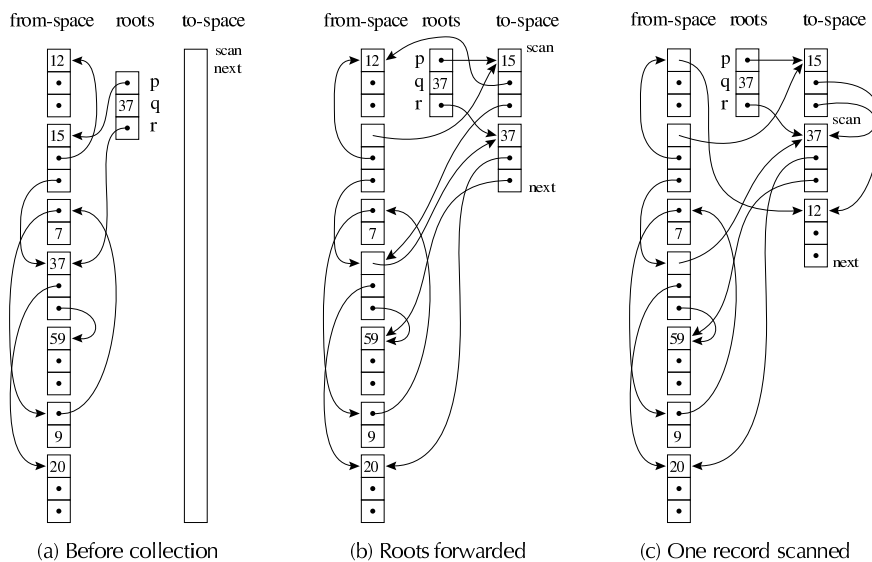 from-space roots to-space
scan
next
12
p
37 q
r
15
7
37
59
9
20
(a) Before collection
from-space roots to-space
scan
12
p
15
q 37
r
37
next
7
59
9
20
(b) Roots forwarded
from-space roots to-space
p
15
q 37
r
scan
37
12
7
next
59
9
20
(c) One record scanned